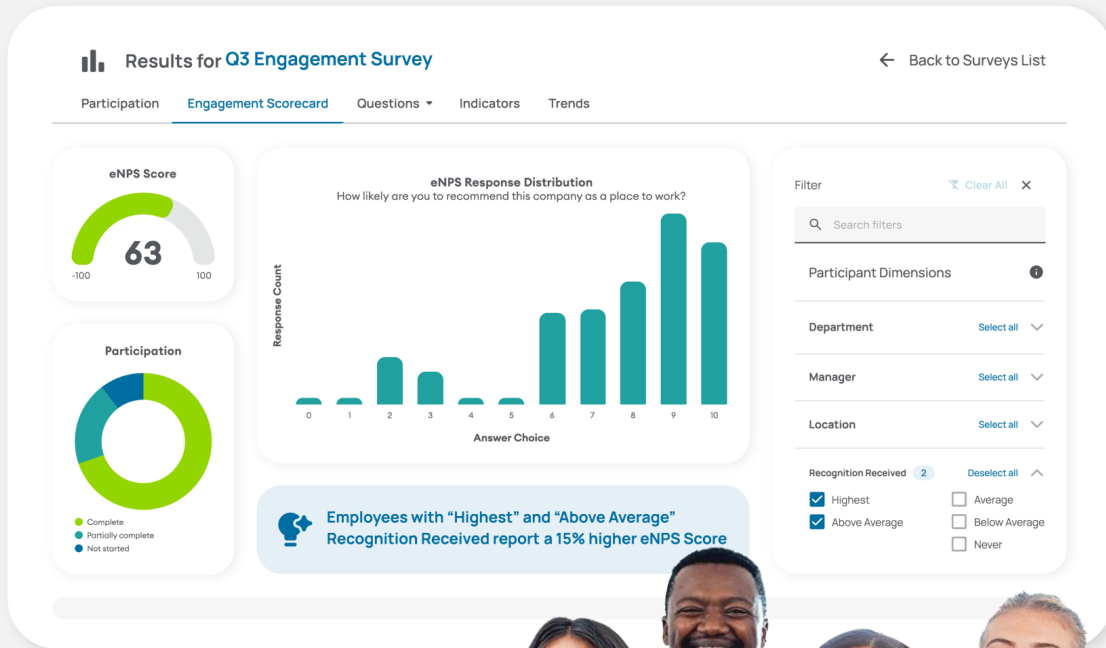 Results for Q3 Engagement Survey
Back to Surveys List
Participation
Engagement Scorecard
Questions
Indicators
Trends
eNPS Score
63
-100
100
Participation
Complete
Partially complete
Not started
eNPS Response Distribution
How likely are you to recommend this company as a place to work?
Response Count
0 1 2 3 4 5 6 7 8 9 10
Answer Choice
Employees with “Highest” and “Above Average”
Recognition Received report a 15% higher eNPS Score
Filter
Clear All
Search filters
Participant Dimensions
Department
Select all
Manager
Select all
Location
Select all
Recognition Received 2
Deselect all
Highest
Average
Above Average
Below Average
Never